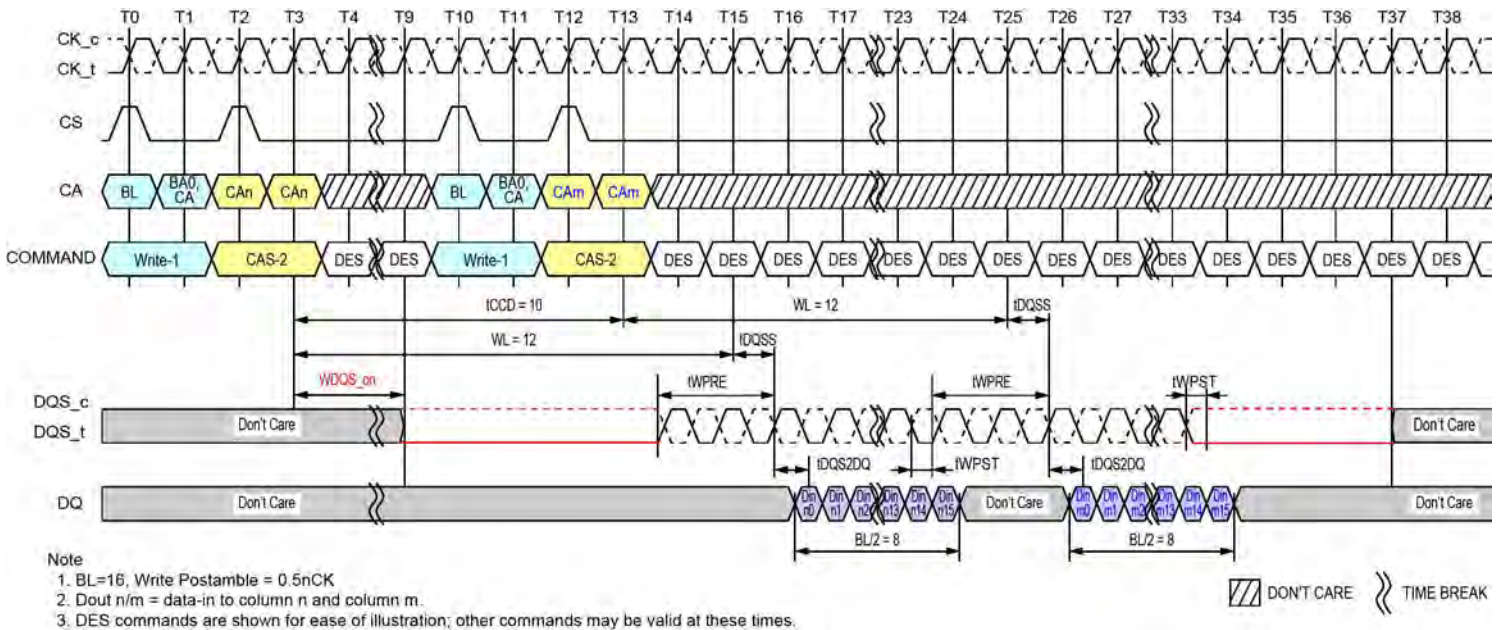 T0 T1 T2 T3 T4 T9 T10 T11 T12 T13 T14 T15 T16 T17 T23 T24 T25 T26 T27 T33 T34 T35 T36 T37 T38
CK_c
CK_t
CS
CA BL BA0, CA CAn CAn BL BA0, CA CAm CAm
COMMAND Write-1 CAS-2 DES DES Write-1 CAS-2 DES DES DES DES DES DES DES DES DES DES DES DES DES DES DES
tCCD = 16 WL = 12 tDQSS
WL = 12 tDQSS
WDQS_on tWPRE tWPRE tWPST
DQS_c
DQS_t Don't Care Don't Care
tDQS2DQ tWPST tDQS2DQ
DQ Don't Care Din n0 Din n1 Din n2 Din n13 Din n14 Din n15 Don't Care Din m0 Din m1 Din m2 Din m13 Din m14 Din m15 Don't Care
BL/2 = 8 BL/2 = 8
Note
1. BL=16, Write Postamble = 0.5nCK
2. Dout n/m = data-in to column n and column m.
3. DES commands are shown for ease of illustration; other commands may be valid at these times.
DON'T CARE TIME BREAK